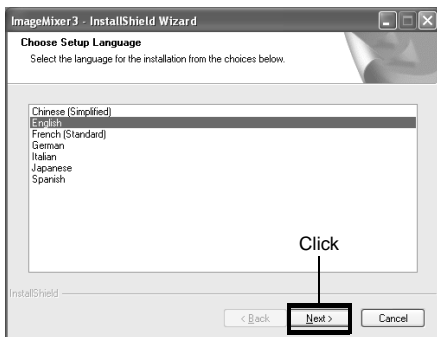 ImageMixer3 - InstallShield Wizard
Choose Setup Language
Select the language for the installation from the choices below.
Chinese (Simplified)
English
French (Standard)
German
Italian
Japanese
Spanish
Click
InstallShield
< Back
Next >
Cancel